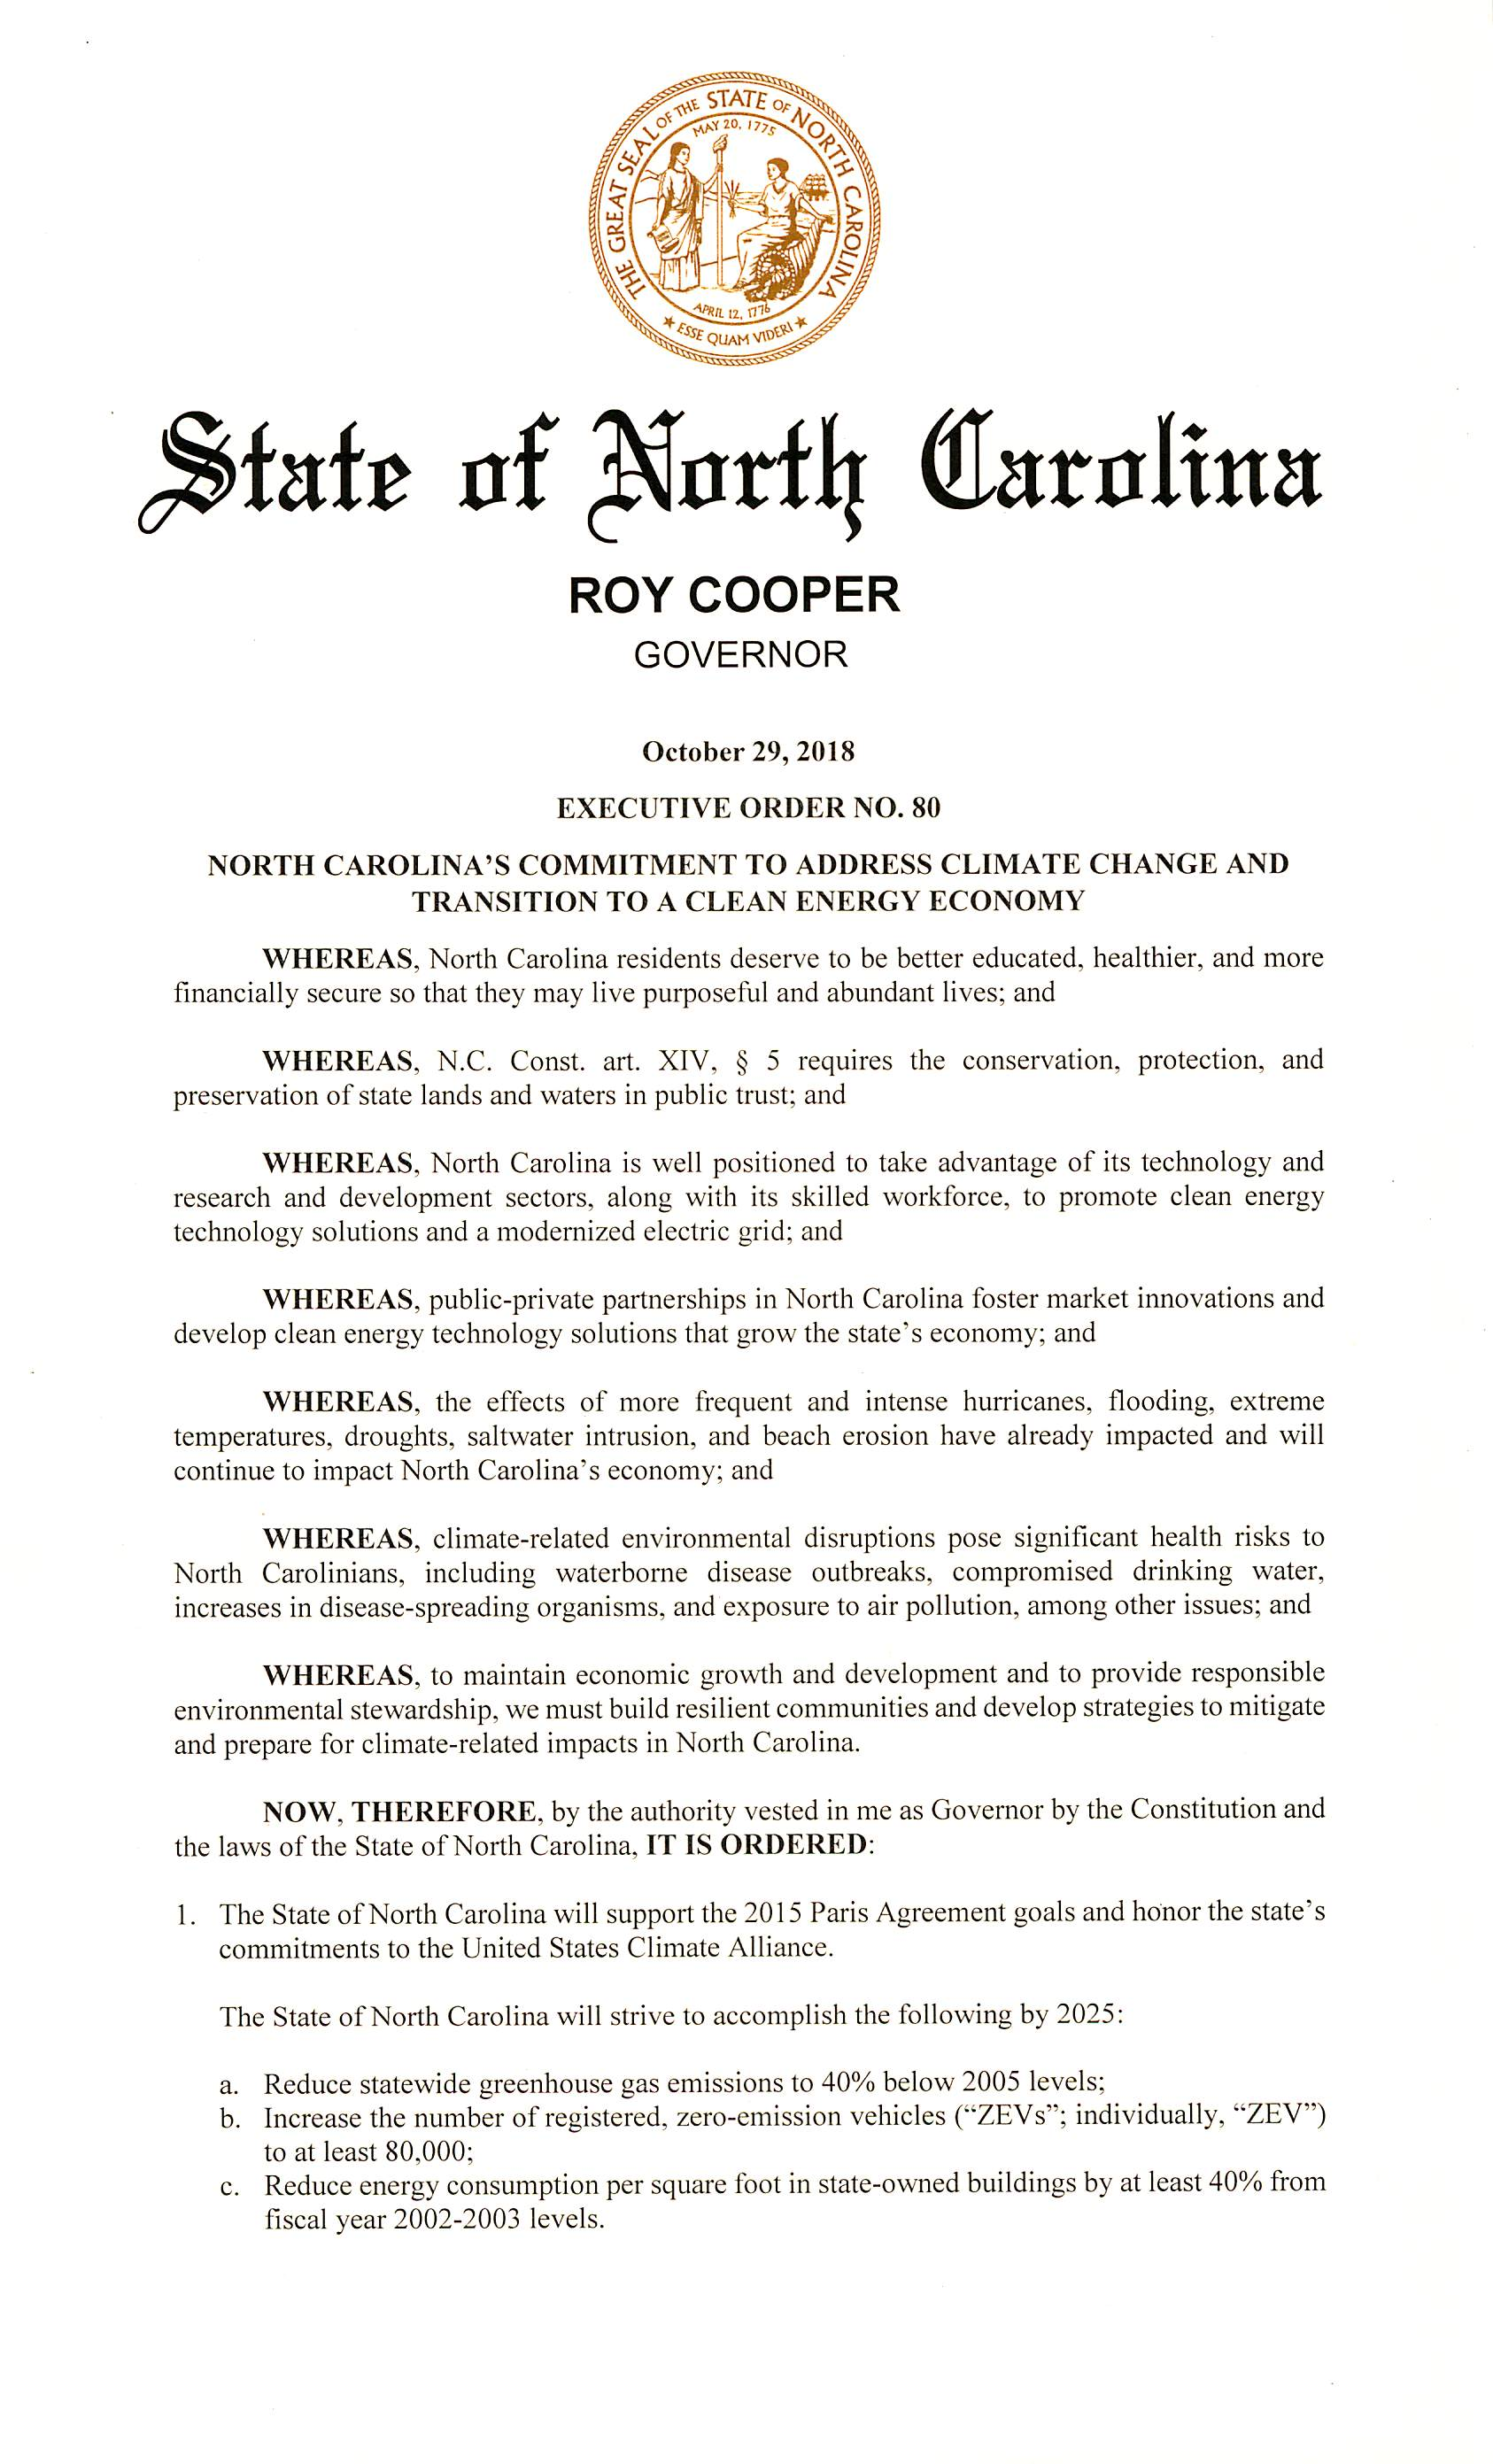 THE GREAT SEAL OF THE STATE OF NORTH CAROLINA
MAY 20, 1775
APRIL 12, 1776
★ ESSE QUAM VIDERI ★
State of North Carolina
ROY COOPER
GOVERNOR
October 29, 2018
EXECUTIVE ORDER NO. 80
NORTH CAROLINA’S COMMITMENT TO ADDRESS CLIMATE CHANGE AND
TRANSITION TO A CLEAN ENERGY ECONOMY
WHEREAS, North Carolina residents deserve to be better educated, healthier, and more
financially secure so that they may live purposeful and abundant lives; and
WHEREAS, N.C. Const. art. XIV, § 5 requires the conservation, protection, and
preservation of state lands and waters in public trust; and
WHEREAS, North Carolina is well positioned to take advantage of its technology and
research and development sectors, along with its skilled workforce, to promote clean energy
technology solutions and a modernized electric grid; and
WHEREAS, public-private partnerships in North Carolina foster market innovations and
develop clean energy technology solutions that grow the state’s economy; and
WHEREAS, the effects of more frequent and intense hurricanes, flooding, extreme
temperatures, droughts, saltwater intrusion, and beach erosion have already impacted and will
continue to impact North Carolina’s economy; and
WHEREAS, climate-related environmental disruptions pose significant health risks to
North Carolinians, including waterborne disease outbreaks, compromised drinking water,
increases in disease-spreading organisms, and exposure to air pollution, among other issues; and
WHEREAS, to maintain economic growth and development and to provide responsible
environmental stewardship, we must build resilient communities and develop strategies to mitigate
and prepare for climate-related impacts in North Carolina.
NOW, THEREFORE, by the authority vested in me as Governor by the Constitution and
the laws of the State of North Carolina, IT IS ORDERED:
1. The State of North Carolina will support the 2015 Paris Agreement goals and honor the state’s
commitments to the United States Climate Alliance.
The State of North Carolina will strive to accomplish the following by 2025:
a. Reduce statewide greenhouse gas emissions to 40% below 2005 levels;
b. Increase the number of registered, zero-emission vehicles (“ZEVs”; individually, “ZEV”)
to at least 80,000;
c. Reduce energy consumption per square foot in state-owned buildings by at least 40% from
fiscal year 2002-2003 levels.